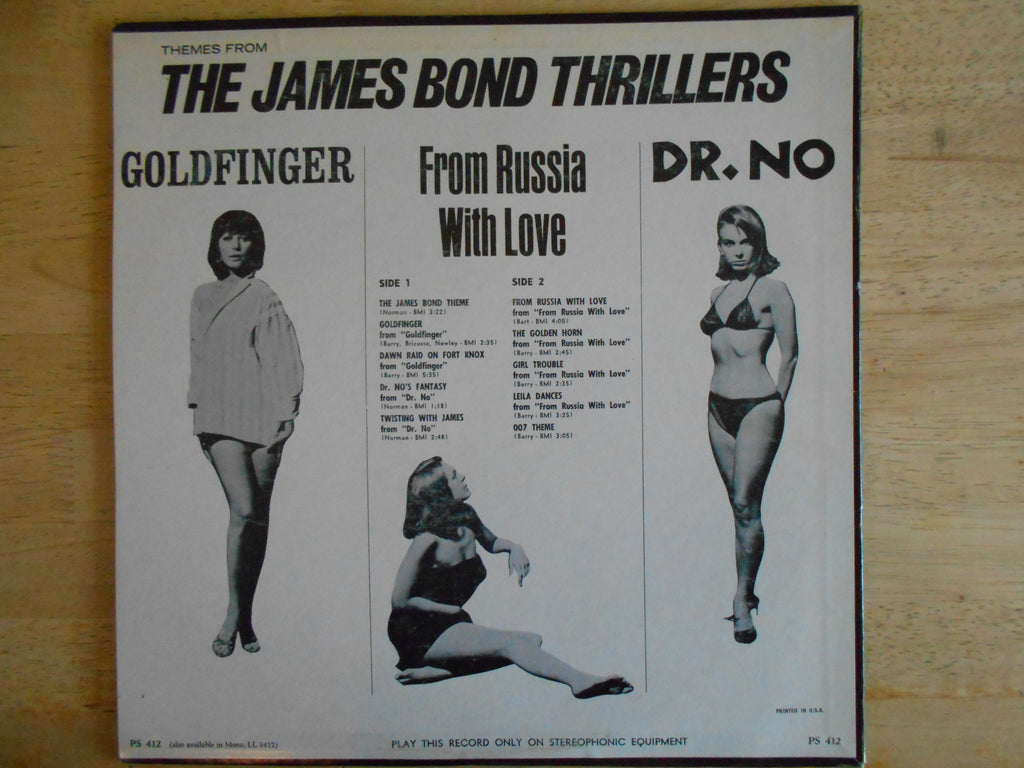 THEMES FROM
THE JAMES BOND THRILLERS
GOLDFINGER
From Russia
With Love
DR. NO
SIDE 1
THE JAMES BOND THEME
(Norman - BMI 3:22)
GOLDFINGER
from "Goldfinger"
(Barry, Bricusse, Newley - BMI 2:35)
DAWN RAID ON FORT KNOX
from "Goldfinger"
(Barry - BMI 5:35)
Dr. NO'S FANTASY
from "Dr. No"
(Norman - BMI 1:18)
TWISTING WITH JAMES
from "Dr. No"
(Norman - BMI 2:48)
SIDE 2
FROM RUSSIA WITH LOVE
from "From Russia With Love"
(Bart - BMI 4:05)
THE GOLDEN HORN
from "From Russia With Love"
(Barry - BMI 2:45)
GIRL TROUBLE
from "From Russia With Love"
(Barry - BMI 2:35)
LEILA DANCES
from "From Russia With Love"
(Barry - BMI 3:25)
007 THEME
(Barry - BMI 3:05)
PRINTED IN U.S.A.
PS 412 (also available in Mono, LL 3412)
PLAY THIS RECORD ONLY ON STEREOPHONIC EQUIPMENT
PS 412